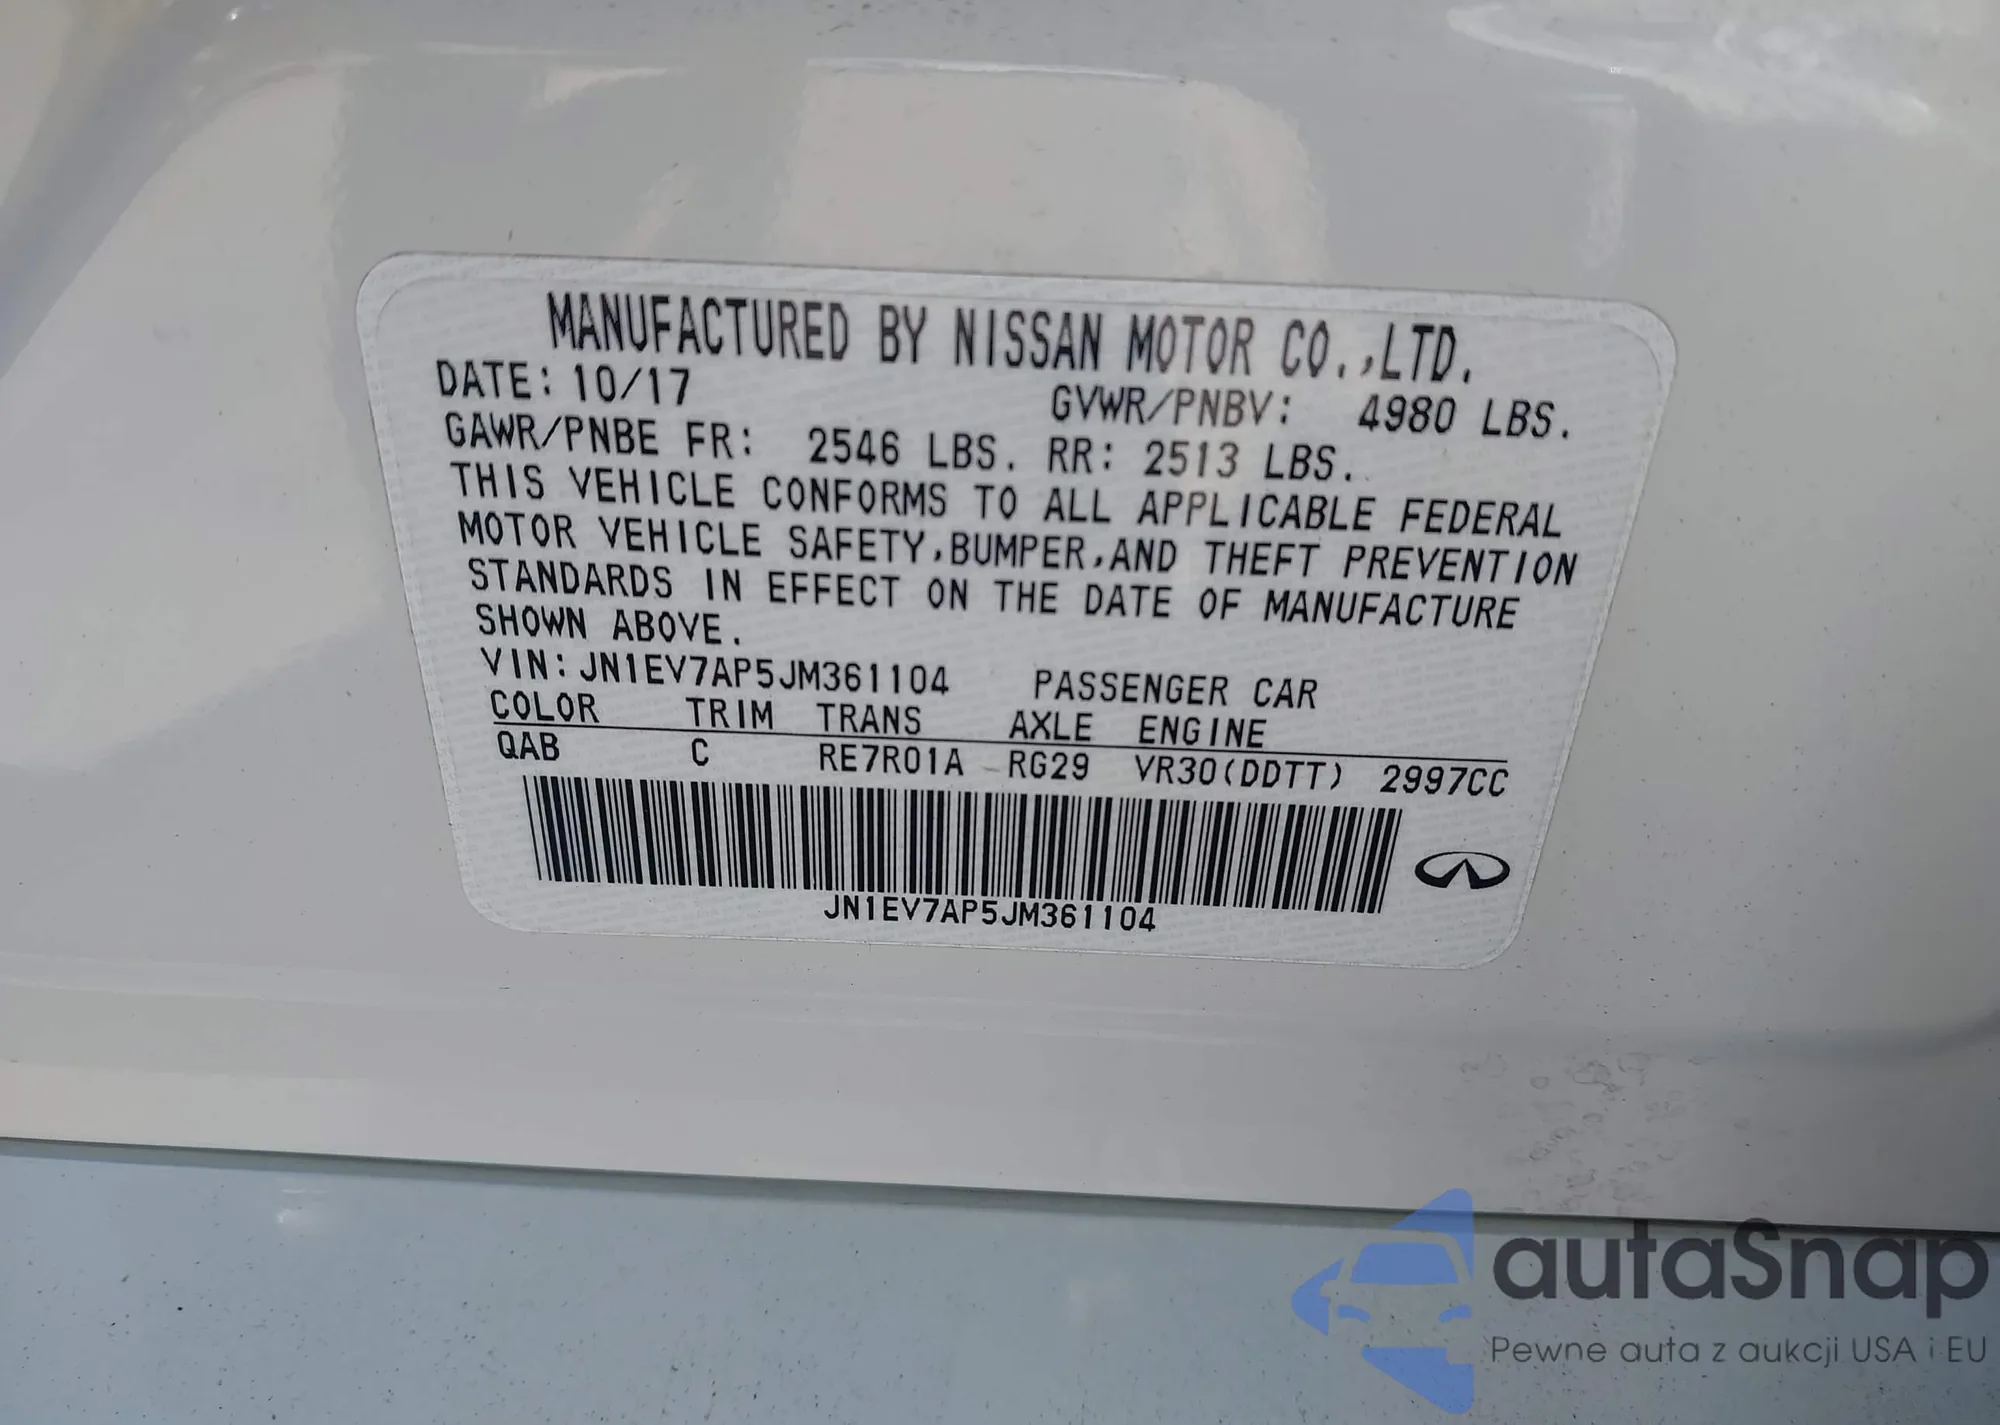 MANUFACTURED BY NISSAN MOTOR CO.,LTD.
DATE: 10/17 GVWR/PNBV: 4980 LBS.
GAWR/PNBE FR: 2546 LBS. RR: 2513 LBS.
THIS VEHICLE CONFORMS TO ALL APPLICABLE FEDERAL
MOTOR VEHICLE SAFETY,BUMPER,AND THEFT PREVENTION
STANDARDS IN EFFECT ON THE DATE OF MANUFACTURE
SHOWN ABOVE.
VIN:JN1EV7AP5JM361104 PASSENGER CAR
COLOR TRIM TRANS AXLE ENGINE
QAB C RE7R01A RG29 VR30(DDTT) 2997CC
JN1EV7AP5JM361104
autaSnap
Pewne auta z aukcji USA i EU